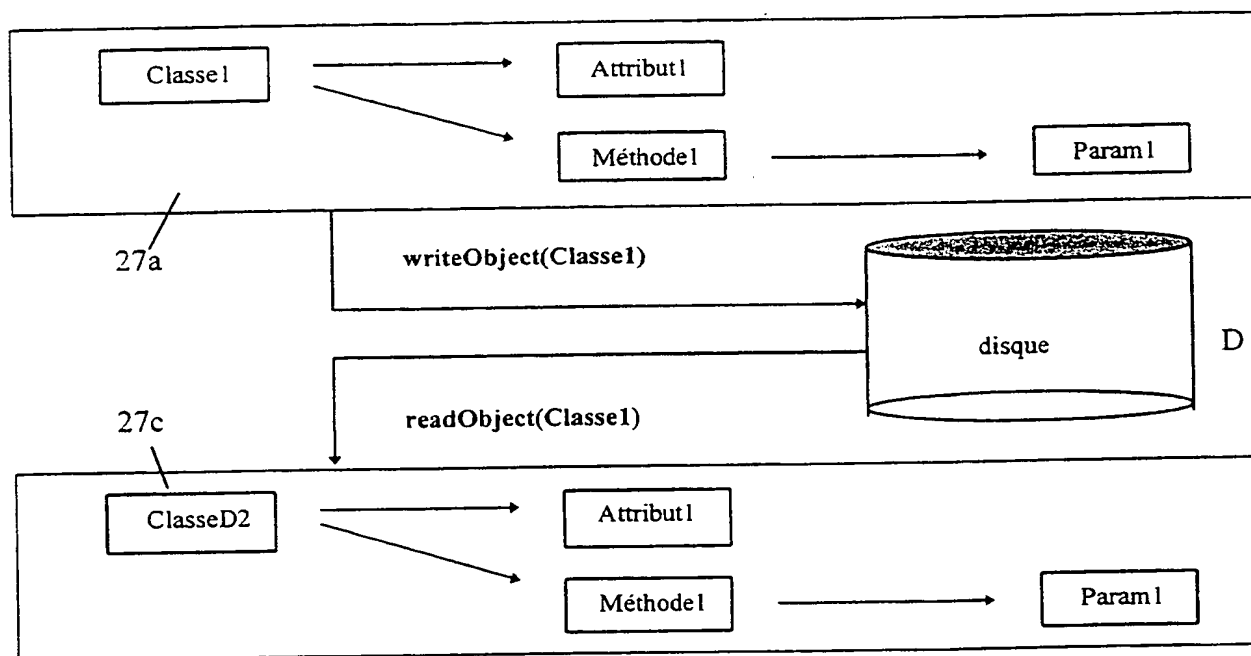 Classe1
Attribut1
Méthode1
Param1
27a
writeObject(Classe1)
disque
D
readObject(Classe1)
27c
ClasseD2
Attribut1
Méthode1
Param1